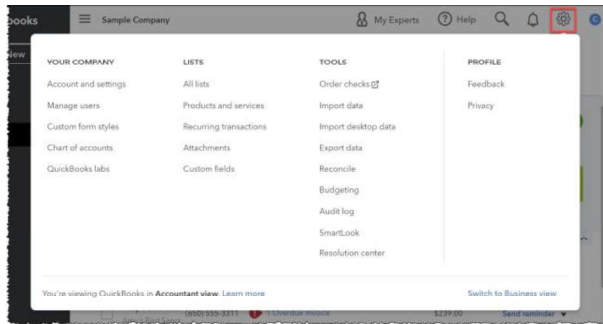 books
Sample Company
My Experts
Help
New
YOUR COMPANY
Account and settings
Manage users
Custom form styles
Chart of accounts
QuickBooks labs
LISTS
All lists
Products and services
Recurring transactions
Attachments
Custom fields
TOOLS
Order checks
Import data
Import desktop data
Export data
Reconcile
Budgeting
Audit log
SmartLook
Resolution center
PROFILE
Feedback
Privacy
You're viewing QuickBooks in Accountant view. Learn more
Switch to Business view
(650) 555-3211
1 Overdue invoice
$239.00
Send reminder